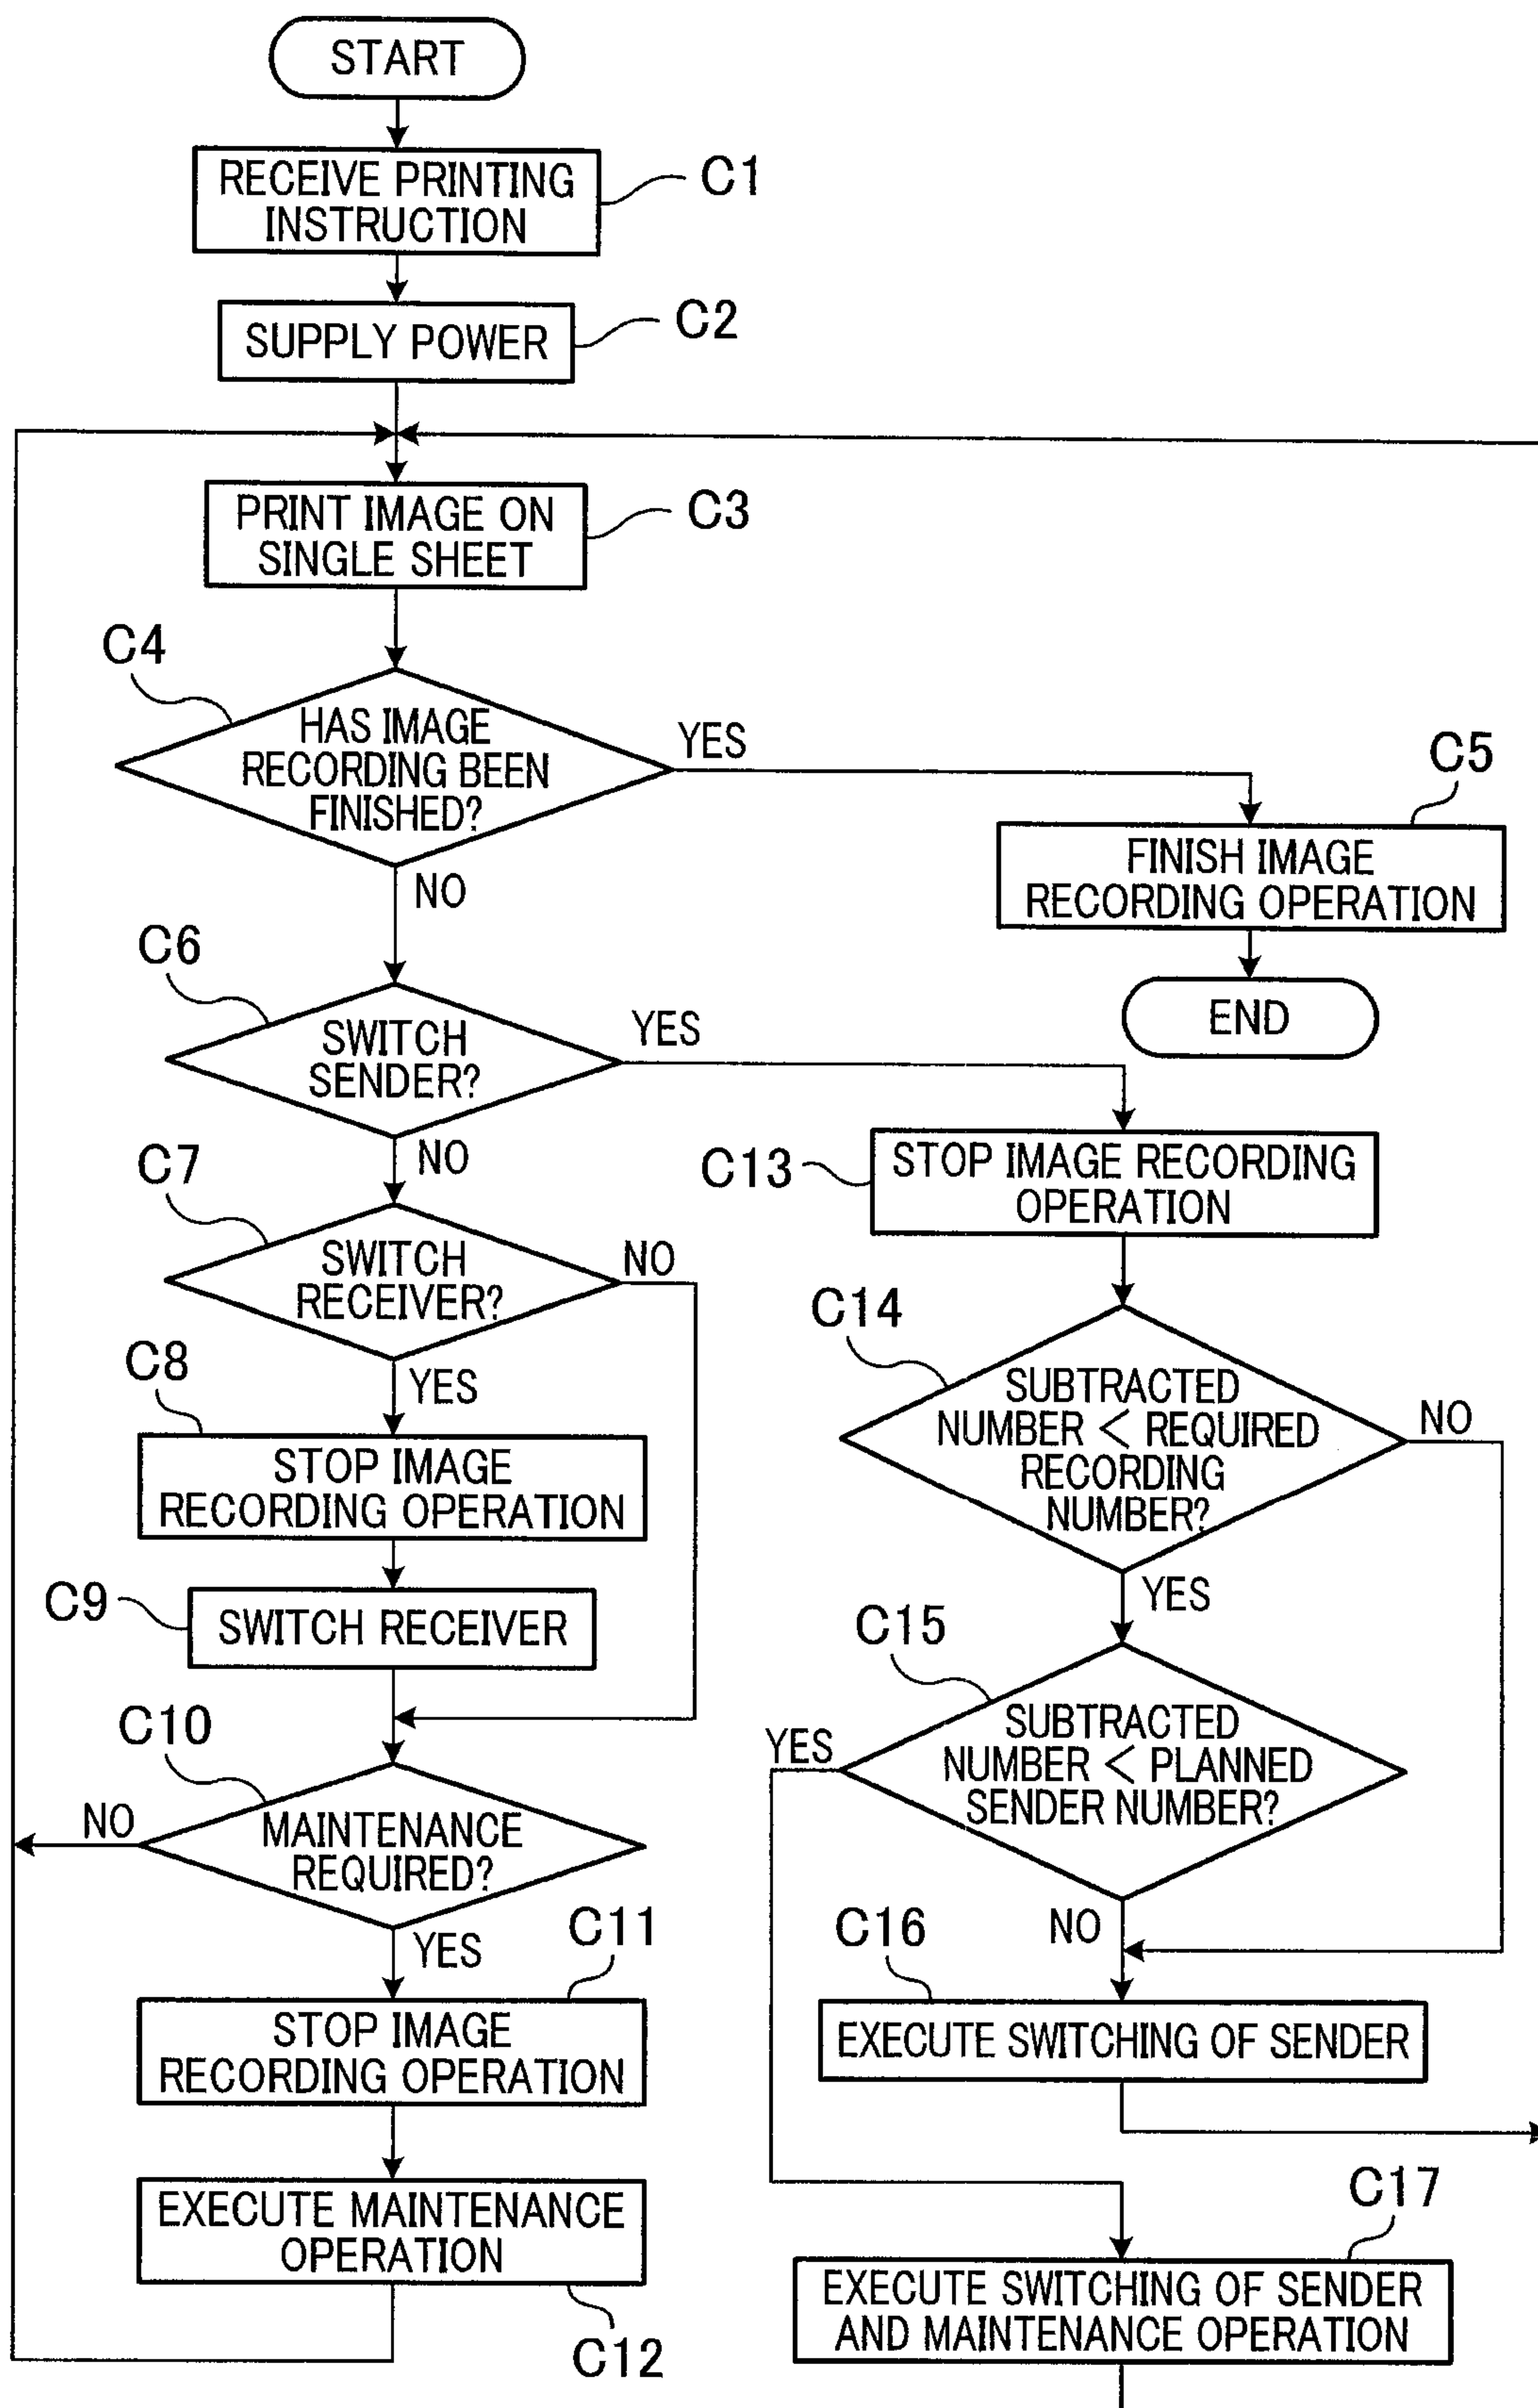 START
RECEIVE PRINTING
INSTRUCTION
C1
SUPPLY POWER
C2
PRINT IMAGE ON
SINGLE SHEET
C3
C4
HAS IMAGE
RECORDING BEEN
FINISHED?
YES
NO
C5
FINISH IMAGE
RECORDING OPERATION
END
C6
SWITCH
SENDER?
YES
NO
C7
SWITCH
RECEIVER?
NO
YES
C8
STOP IMAGE
RECORDING OPERATION
C9
SWITCH RECEIVER
C10
MAINTENANCE
REQUIRED?
NO
YES
C11
STOP IMAGE
RECORDING OPERATION
EXECUTE MAINTENANCE
OPERATION
C12
C13
STOP IMAGE RECORDING
OPERATION
C14
SUBTRACTED
NUMBER < REQUIRED
RECORDING
NUMBER?
NO
YES
C15
SUBTRACTED
NUMBER < PLANNED
SENDER NUMBER?
YES
NO
C16
EXECUTE SWITCHING OF SENDER
C17
EXECUTE SWITCHING OF SENDER
AND MAINTENANCE OPERATION